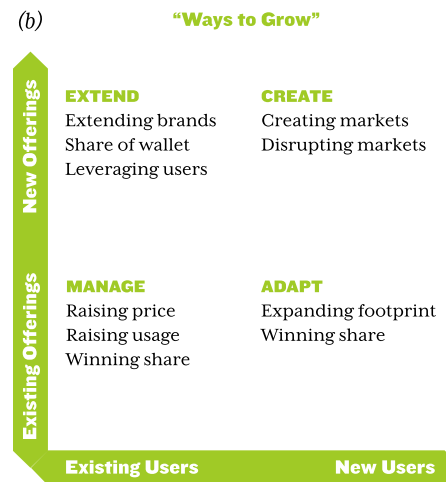 (b)
“Ways to Grow”
New Offerings
EXTEND
Extending brands
Share of wallet
Leveraging users
CREATE
Creating markets
Disrupting markets
Existing Offerings
MANAGE
Raising price
Raising usage
Winning share
ADAPT
Expanding footprint
Winning share
Existing Users
New Users